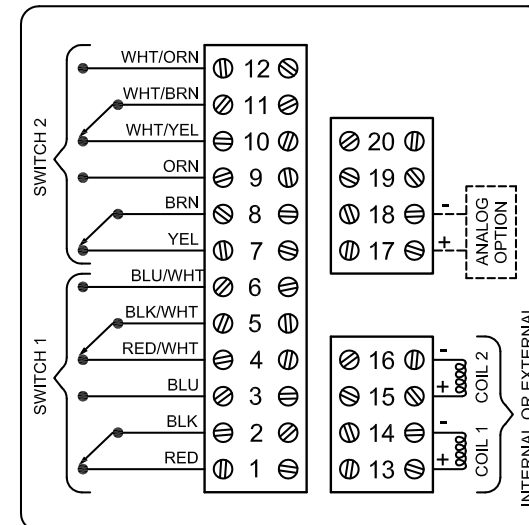 SWITCH 2
WHT/ORN 12
WHT/BRN 11
WHT/YEL 10
ORN 9
BRN 8
YEL 7
SWITCH 1
BLU/WHT 6
BLK/WHT 5
RED/WHT 4
BLU 3
BLK 2
RED 1
20
19
18 -
17 +
ANALOG
OPTION
16 -
15 +
COIL 2
14 -
13 +
COIL 1
INTERNAL OR EXTERNAL